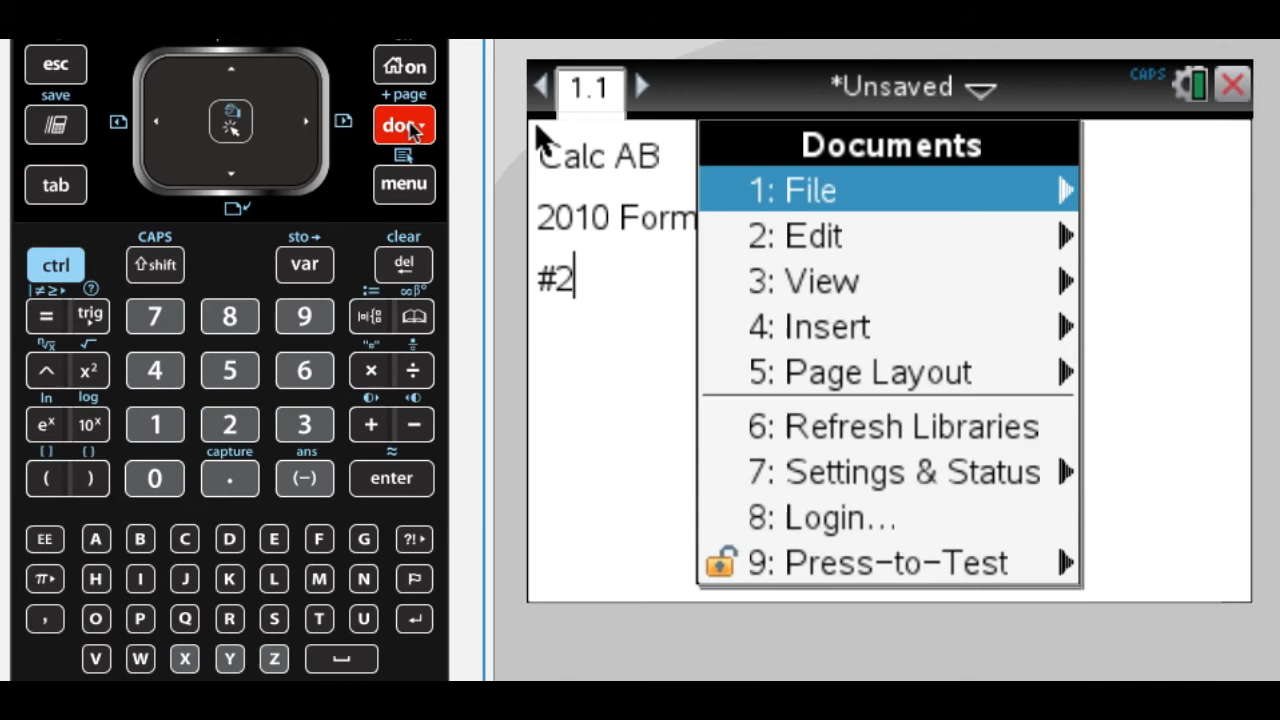 esc
on
save
+ page
doc
tab
menu
CAPS
sto→
clear
ctrl
shift
var
del
|≠≥▸
?
:=
∞β°
=
trig
7
8
9
|□|{8
ⁿ√x
√
"□"
^
x²
4
5
6
×
÷
ln
log
eˣ
10ˣ
1
2
3
+
−
[ ]
{ }
capture
ans
≈
(
)
0
.
(−)
enter
EE
A
B
C
D
E
F
G
?!▸
π▸
H
I
J
K
L
M
N
,
O
P
Q
R
S
T
U
V
W
X
Y
Z
1.1
*Unsaved
CAPS
Calc AB
2010 Form
#2
Documents
1: File
2: Edit
3: View
4: Insert
5: Page Layout
6: Refresh Libraries
7: Settings & Status
8: Login...
9: Press-to-Test